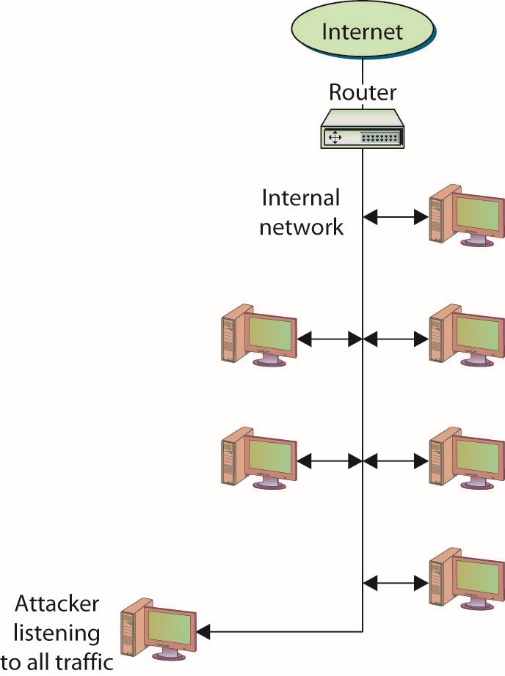 Internet
Router
Internal
network
Attacker
listening
to all traffic